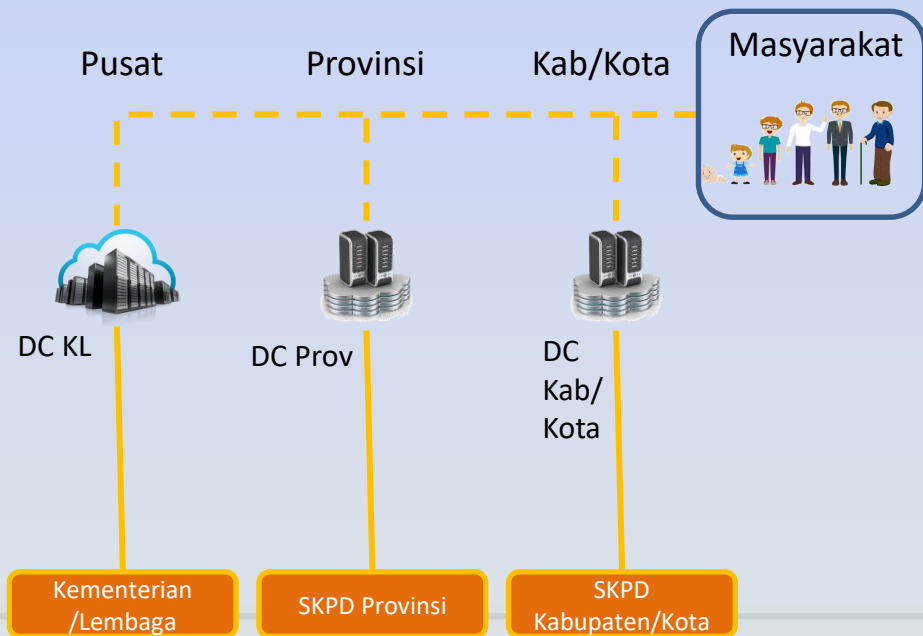 Pusat
Provinsi
Kab/Kota
Masyarakat
DC KL
DC Prov
DC
Kab/
Kota
Kementerian
/Lembaga
SKPD Provinsi
SKPD
Kabupaten/Kota